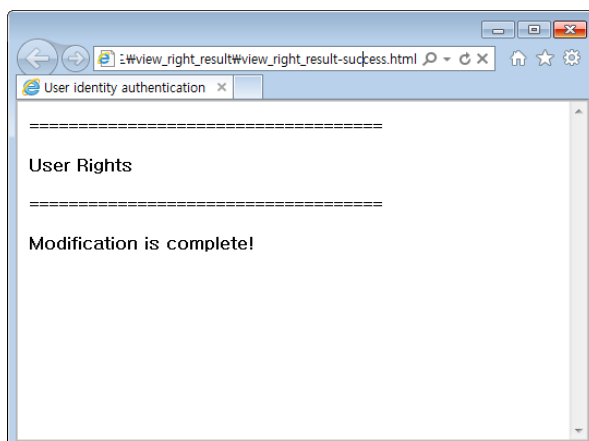 :₩view_right_result₩view_right_result-success.html
User identity authentication
===================================
User Rights
===================================
Modification is complete!